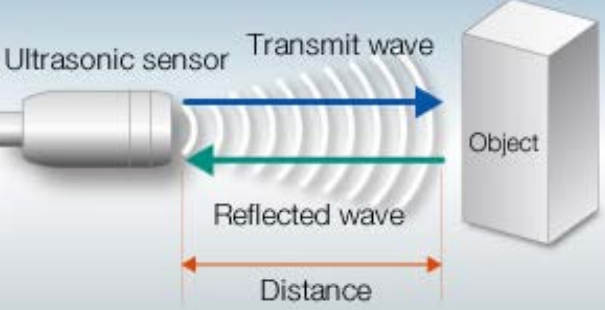 Ultrasonic sensor
Transmit wave
Object
Reflected wave
Distance